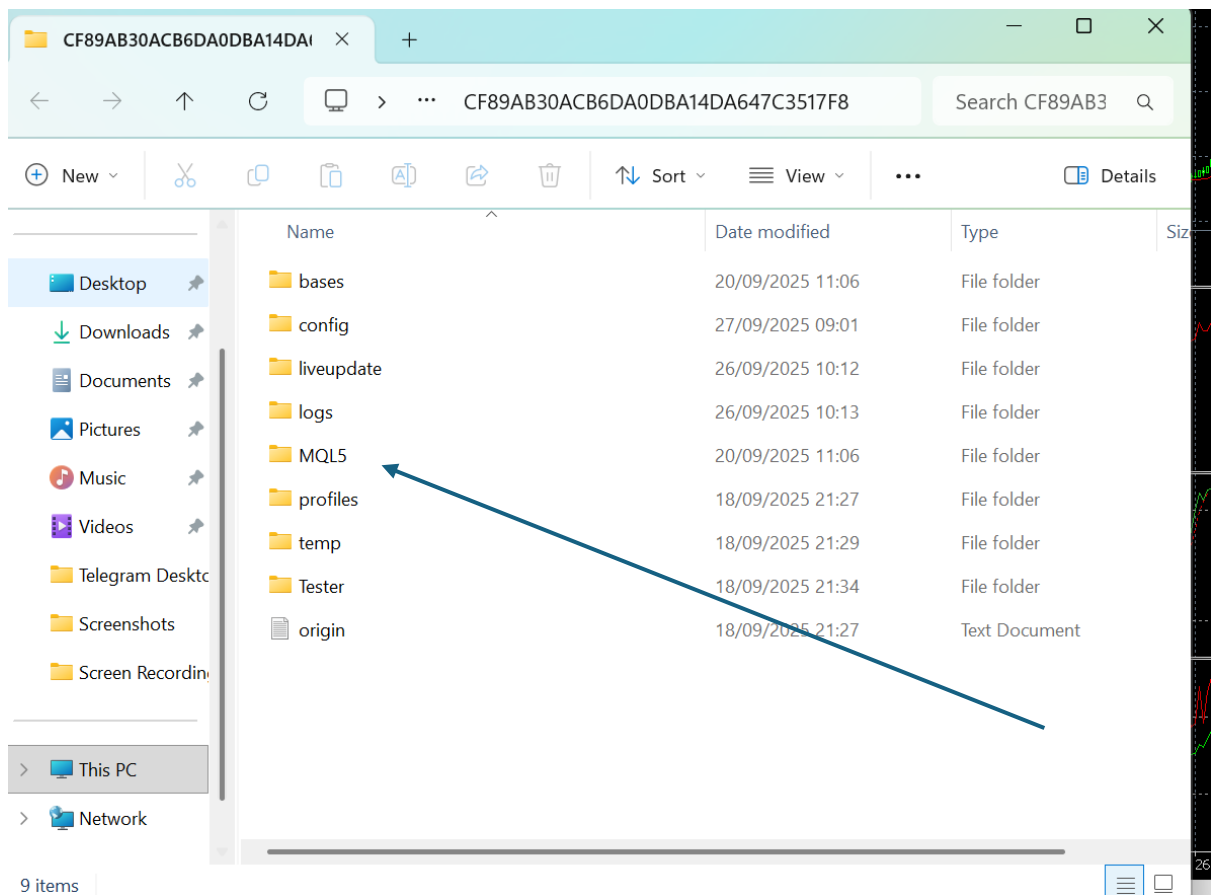 CF89AB30ACB6DA0DBA14DA
CF89AB30ACB6DA0DBA14DA647C3517F8
Search CF89AB3
New
Sort
View
Details
Name Date modified Type Siz
Desktop
Downloads
Documents
Pictures
Music
Videos
Telegram Deskto
Screenshots
Screen Recordin
This PC
Network
bases 20/09/2025 11:06 File folder
config 27/09/2025 09:01 File folder
liveupdate 26/09/2025 10:12 File folder
logs 26/09/2025 10:13 File folder
MQL5 20/09/2025 11:06 File folder
profiles 18/09/2025 21:27 File folder
temp 18/09/2025 21:29 File folder
Tester 18/09/2025 21:34 File folder
origin 18/09/2025 21:27 Text Document
9 items
26